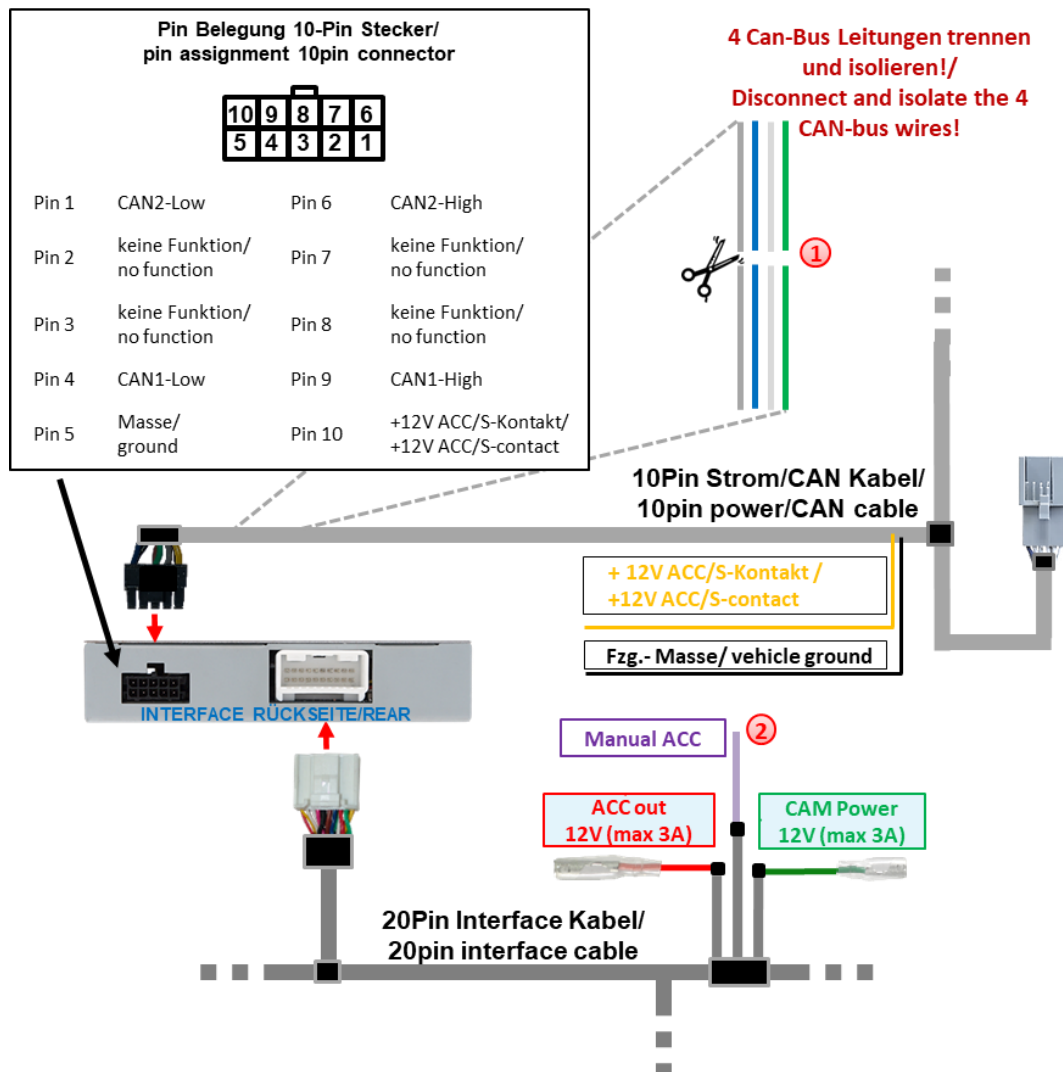 Pin Belegung 10-Pin Stecker/
pin assignment 10pin connector
10 9 8 7 6
5 4 3 2 1
Pin 1 CAN2-Low Pin 6 CAN2-High
Pin 2 keine Funktion/ no function Pin 7 keine Funktion/ no function
Pin 3 keine Funktion/ no function Pin 8 keine Funktion/ no function
Pin 4 CAN1-Low Pin 9 CAN1-High
Pin 5 Masse/ ground Pin 10 +12V ACC/S-Kontakt/ +12V ACC/S-contact
4 Can-Bus Leitungen trennen
und isolieren!/
Disconnect and isolate the 4
CAN-bus wires!
1
10Pin Strom/CAN Kabel/
10pin power/CAN cable
+ 12V ACC/S-Kontakt /
+12V ACC/S-contact
Fzg.- Masse/ vehicle ground
INTERFACE RÜCKSEITE/REAR
Manual ACC
2
ACC out
12V (max 3A)
CAM Power
12V (max 3A)
20Pin Interface Kabel/
20pin interface cable